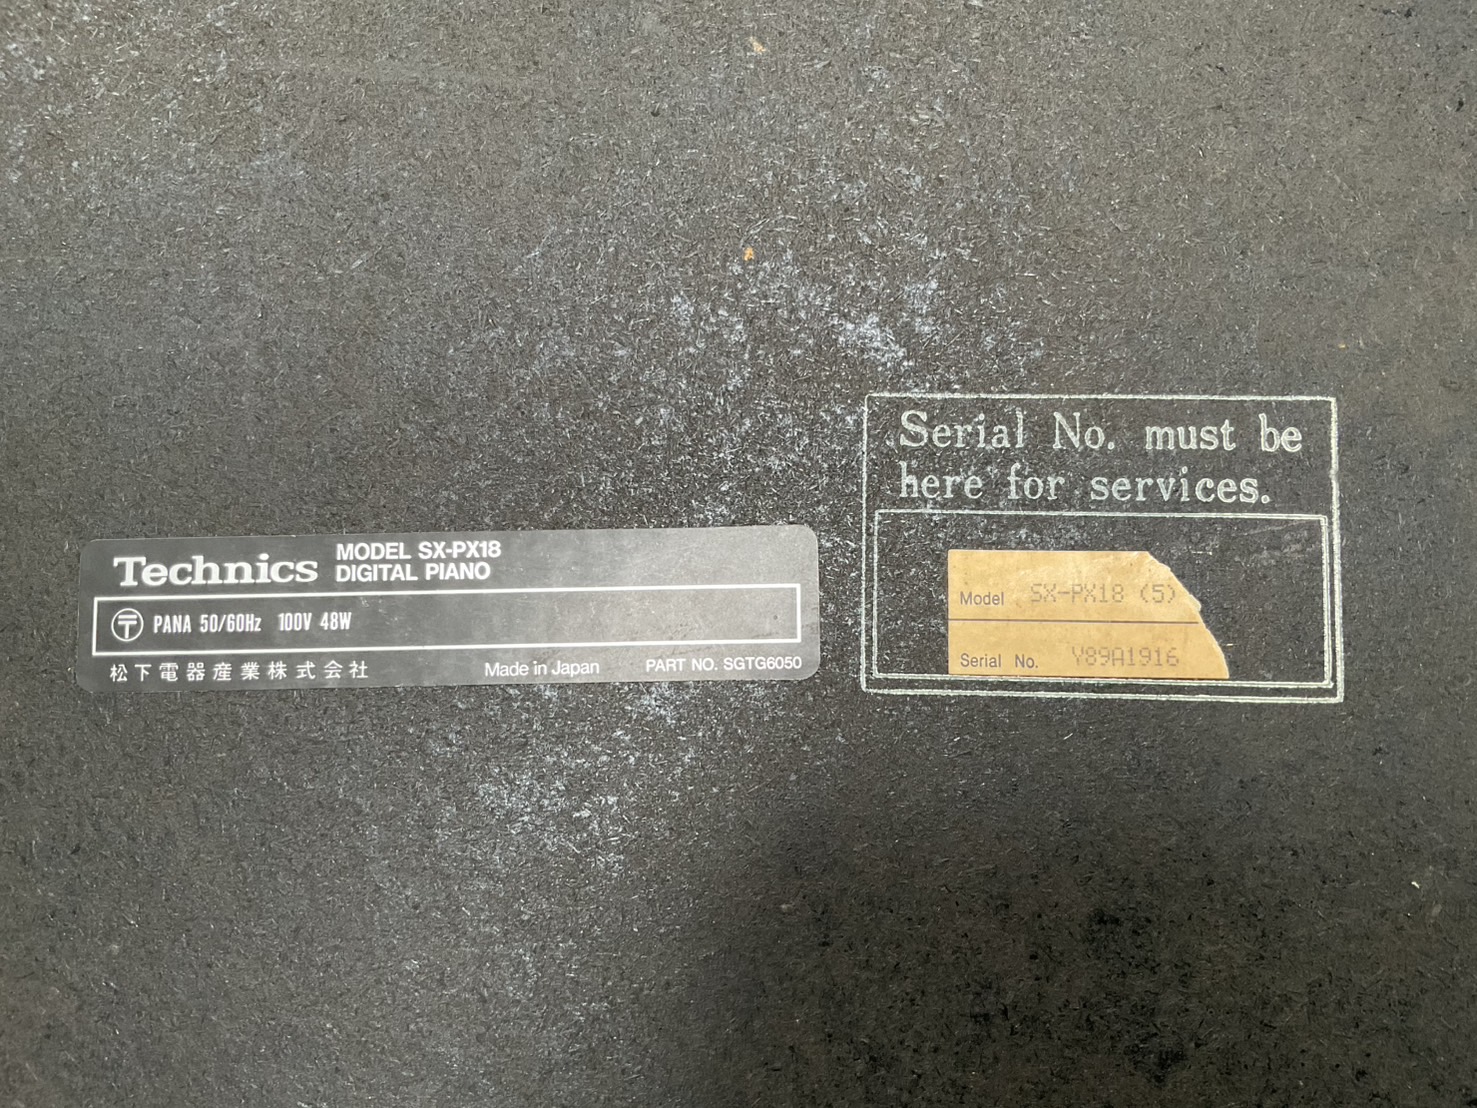 Technics MODEL SX-PX18
DIGITAL PIANO
PANA 50/60Hz 100V 48W
松下電器産業株式会社 Made in Japan PART NO. SGTG6050
Serial No. must be
here for services.
Model SX-PX18 (5)
Serial No. Y89A1916